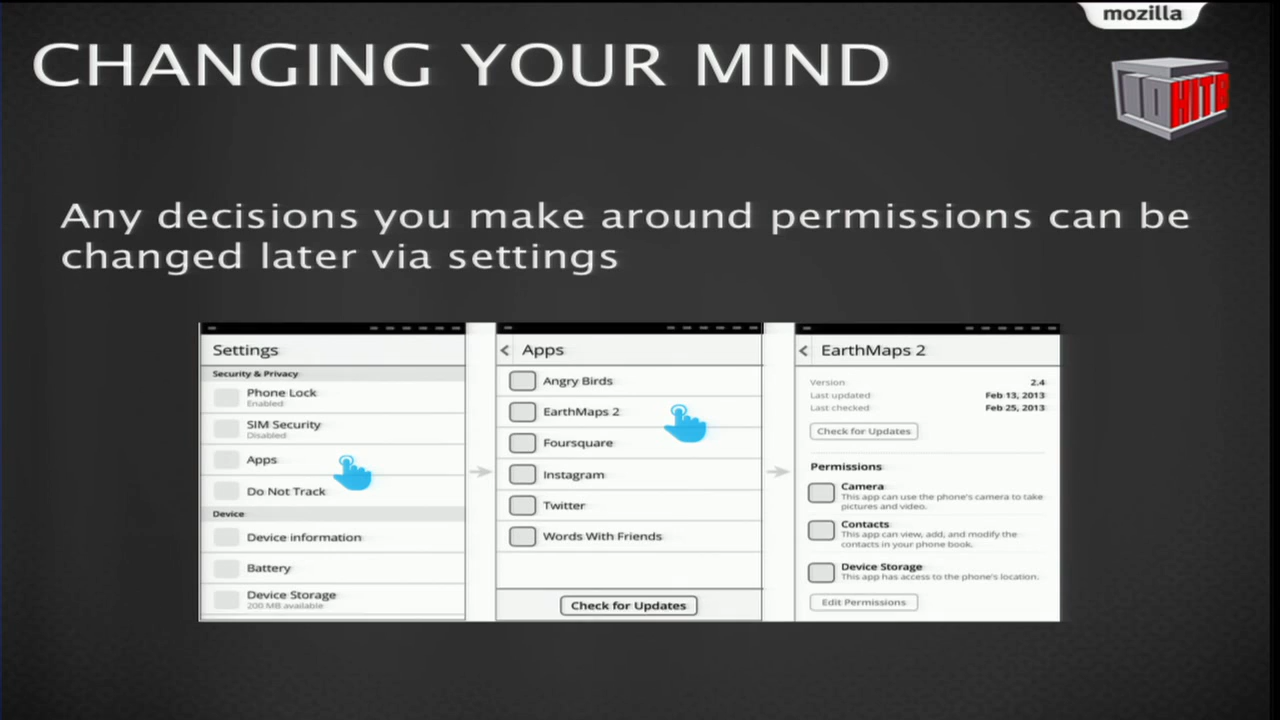 mozilla
CHANGING YOUR MIND
10 HITB
Any decisions you make around permissions can be
changed later via settings
Settings
Security & Privacy
Phone Lock
Enabled
SIM Security
Disabled
Apps
Do Not Track
Device
Device information
Battery
Device Storage
200 MB available
Apps
Angry Birds
EarthMaps 2
Foursquare
Instagram
Twitter
Words With Friends
Check for Updates
EarthMaps 2
Version 2.4
Last updated Feb 13, 2013
Last checked Feb 25, 2013
Check for Updates
Permissions
Camera
This app can use the phone's camera to take
pictures and video.
Contacts
This app can view, add, and modify the
contacts in your phone book.
Device Storage
This app has access to the phone's location.
Edit Permissions